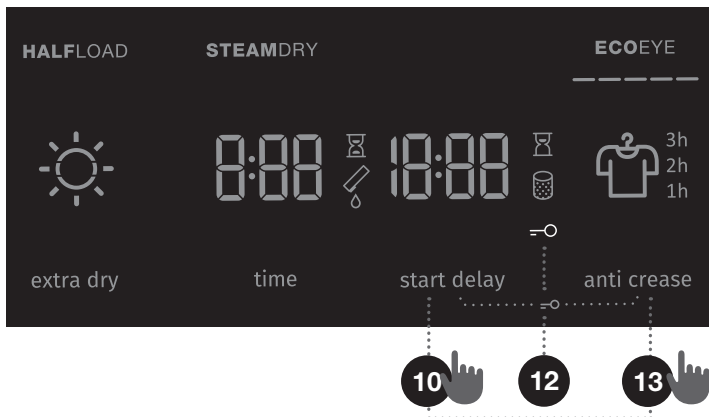 HALFLOAD STEAMDRY ECOEYE
8:88 18:88 3h
2h
1h
extra dry time start delay anti crease
10 12 13